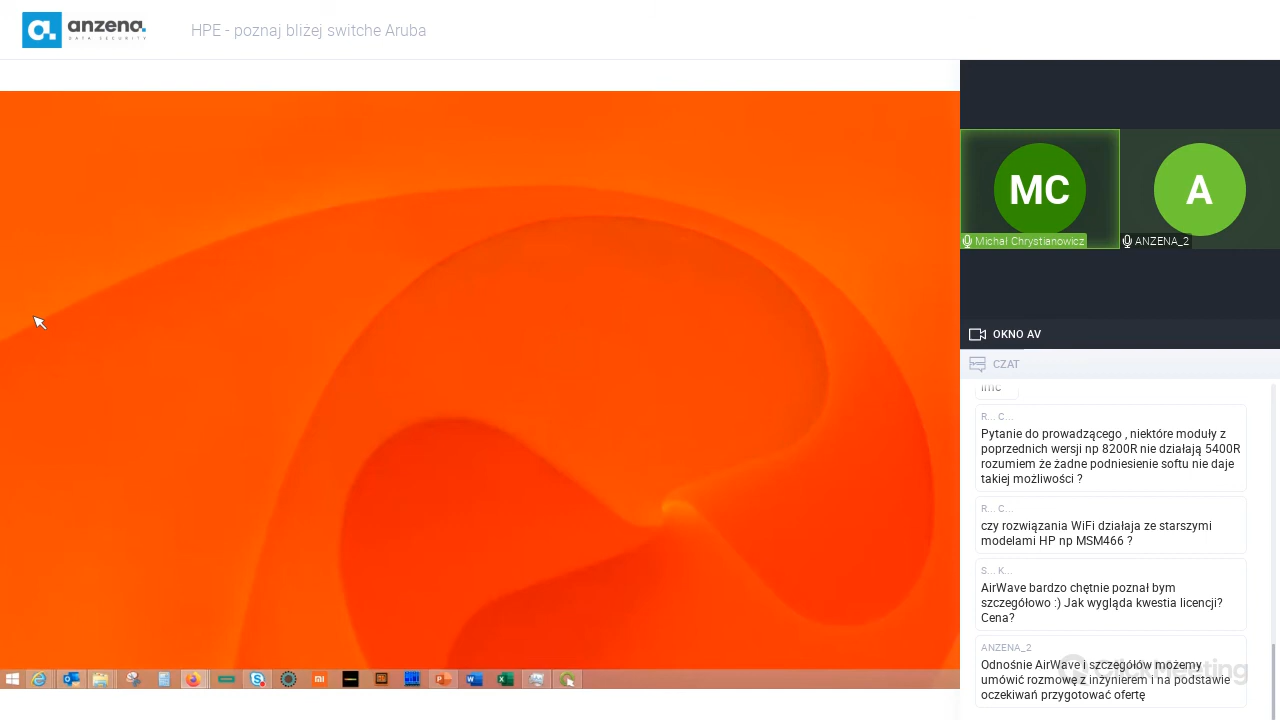 anzena.
DATA SECURITY
HPE - poznaj bliżej switche Aruba
MC
A
Michał Chrystianowicz
ANZENA_2
OKNO AV
CZAT
imc
R... C...
Pytanie do prowadzącego , niektóre moduły z
poprzednich wersji np 8200R nie działają 5400R
rozumiem że żadne podniesienie softu nie daje
takiej możliwości ?
R... C...
czy rozwiązania WiFi działaja ze starszymi
modelami HP np MSM466 ?
S... K...
AirWave bardzo chętnie poznał bym
szczegółowo :) Jak wygląda kwestia licencji?
Cena?
ANZENA_2
Odnośnie AirWave i szczegółów możemy
umówić rozmowę z inżynierem i na podstawie
oczekiwań przygotować ofertę
ClickMeeting